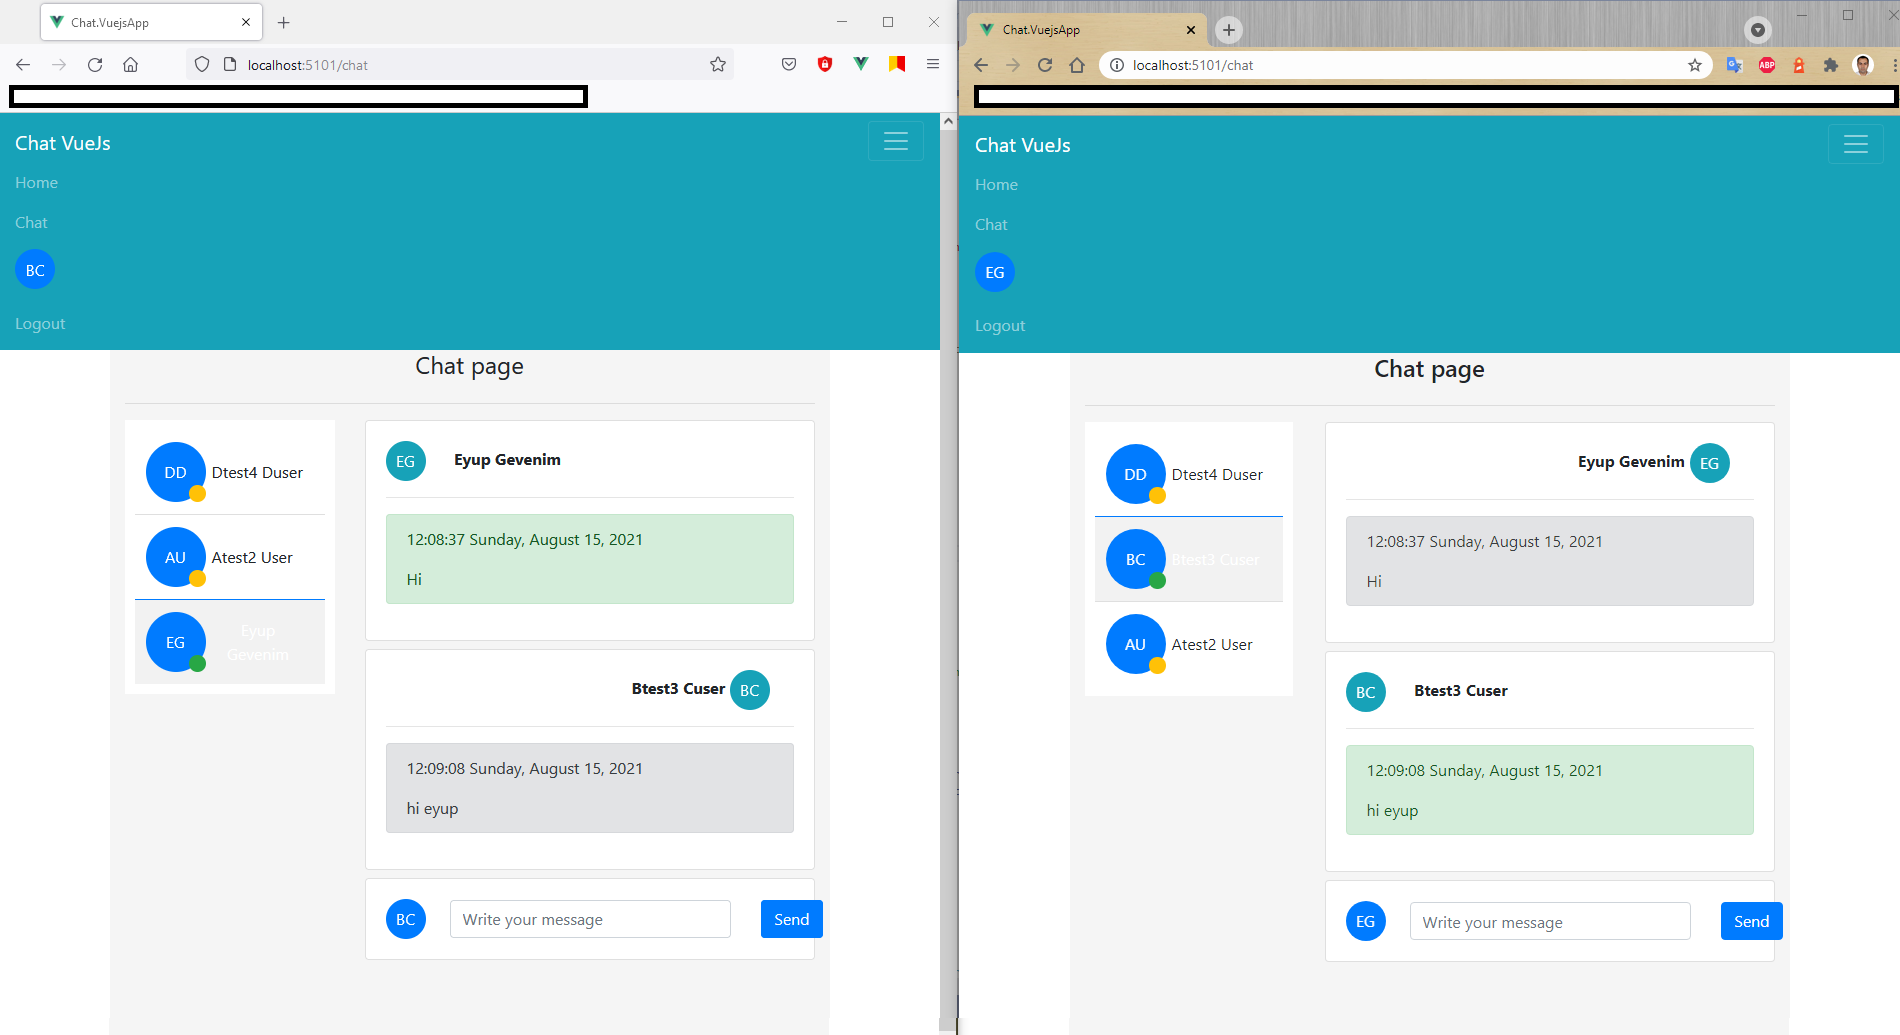 Chat.VuejsApp
localhost:5101/chat
Chat VueJs
Home
Chat
BC
Logout
Chat page
DD Dtest4 Duser
AU Atest2 User
EG Eyup
Gevenim
EG Eyup Gevenim
12:08:37 Sunday, August 15, 2021
Hi
Btest3 Cuser BC
12:09:08 Sunday, August 15, 2021
hi eyup
BC Write your message Send
Chat.VuejsApp
localhost:5101/chat
ABP
Chat VueJs
Home
Chat
EG
Logout
Chat page
DD Dtest4 Duser
BC Btest3 Cuser
AU Atest2 User
Eyup Gevenim EG
12:08:37 Sunday, August 15, 2021
Hi
BC Btest3 Cuser
12:09:08 Sunday, August 15, 2021
hi eyup
EG Write your message Send